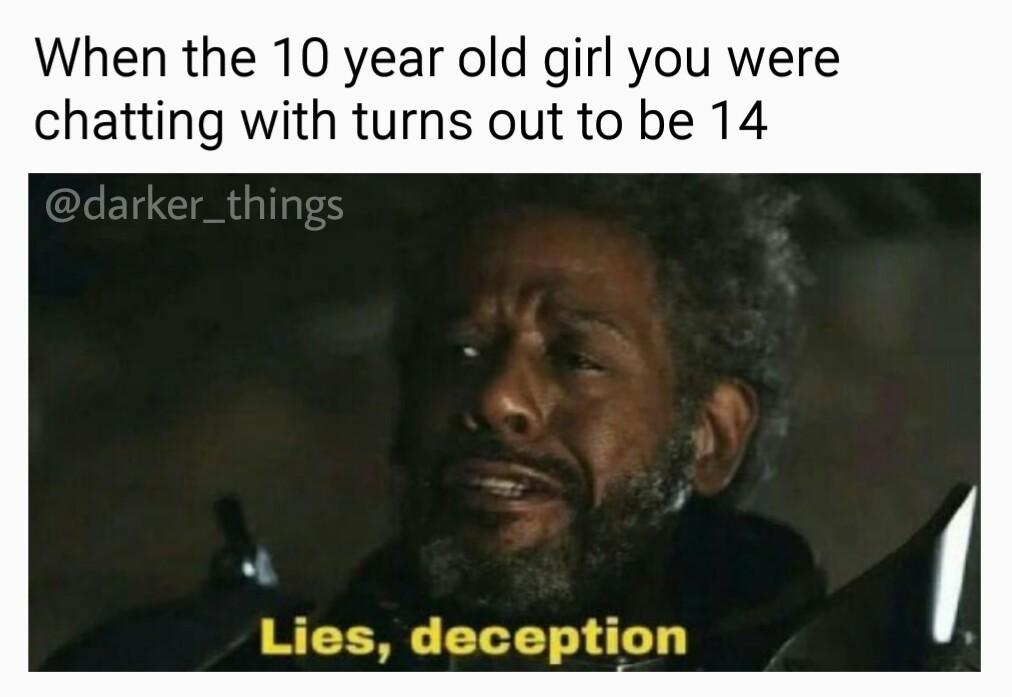 When the 10 year old girl you were
chatting with turns out to be 14
@darker_things
Lies, deception